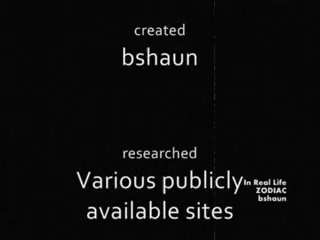 created
bshaun
researched
Various publicly
available sites
In Real Life
ZODIAC
bshaun